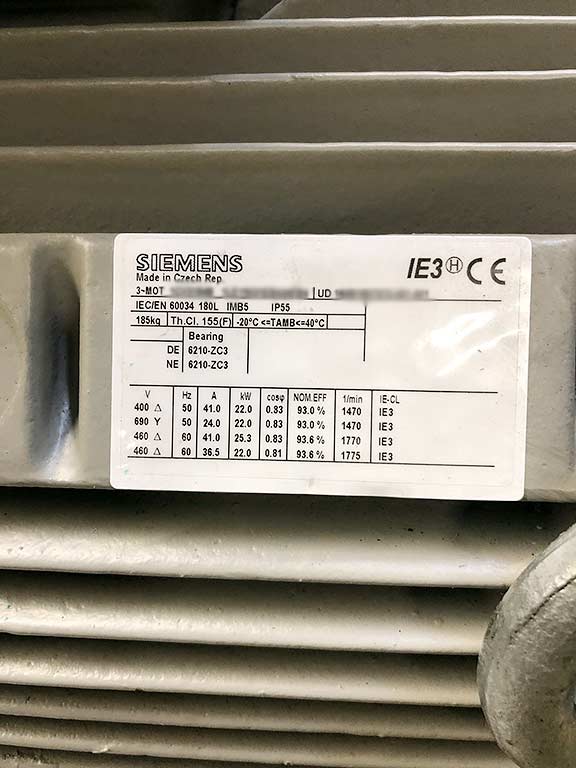 SIEMENS
IE3 Ⓗ CE
Made in Czech Rep.
3~MOT UD
IEC/EN 60034 180L IMB5 IP55
185kg Th.Cl. 155(F) -20°C <=TAMB<=40°C
Bearing
DE 6210-ZC3
NE 6210-ZC3
V Hz A kW cosφ NOM.EFF 1/min IE-CL
400 Δ 50 41.0 22.0 0.83 93.0 % 1470 IE3
690 Y 50 24.0 22.0 0.83 93.0 % 1470 IE3
460 Δ 60 41.0 25.3 0.83 93.6 % 1770 IE3
460 Δ 60 36.5 22.0 0.81 93.6 % 1775 IE3